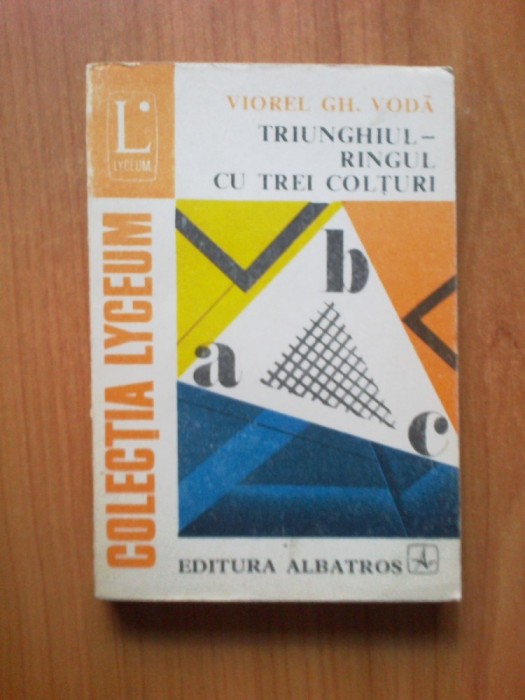 L
LYCEUM
VIOREL GH. VODĂ
TRIUNGHIUL –
RINGUL
CU TREI COLȚURI
COLECȚIA LYCEUM
b
a
c
EDITURA ALBATROS